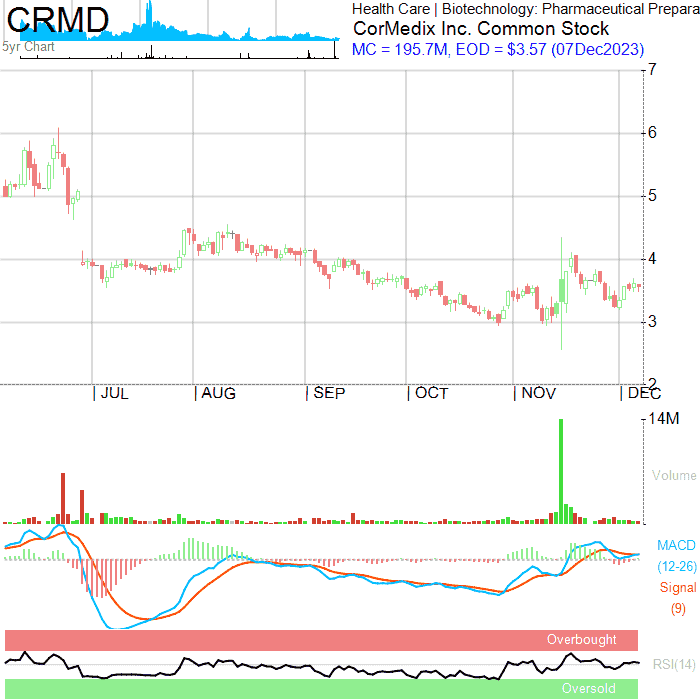 CRMD
5yr Chart
Health Care | Biotechnology: Pharmaceutical Prepara
CorMedix Inc. Common Stock
MC = 195.7M, EOD = $3.57 (07Dec2023)
7
6
5
4
3
2
JUL AUG SEP OCT NOV DEC
14M
Volume
MACD
(12-26)
Signal
(9)
Overbought
RSI(14)
Oversold